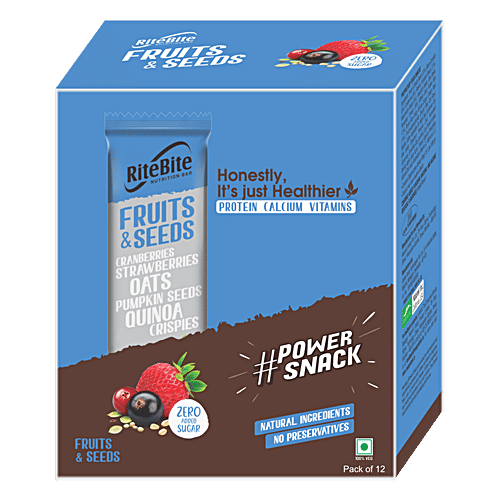 RiteBite
FRUITS
& SEEDS
ZERO
ADDED
SUGAR
RiteBite
NUTRITION BAR
FRUITS
& SEEDS
CRANBERRIES
STRAWBERRIES
OATS
PUMPKIN SEEDS
QUINOA
CRISPIES
Honestly,
It's just Healthier
PROTEIN CALCIUM VITAMINS
#POWER
SNACK
ZERO
ADDED
SUGAR
NATURAL INGREDIENTS
NO PRESERVATIVES
FRUITS
& SEEDS
100% VEG
Pack of 12